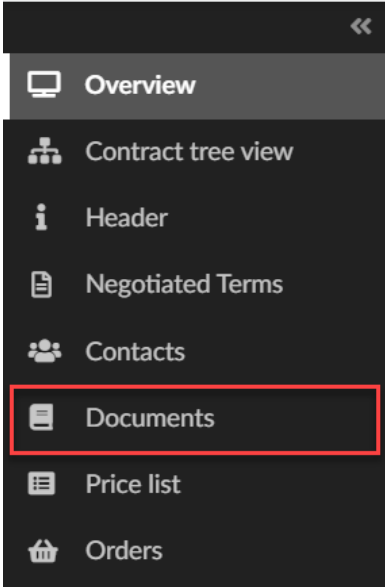 Overview
Contract tree view
Header
Negotiated Terms
Contacts
Documents
Price list
Orders